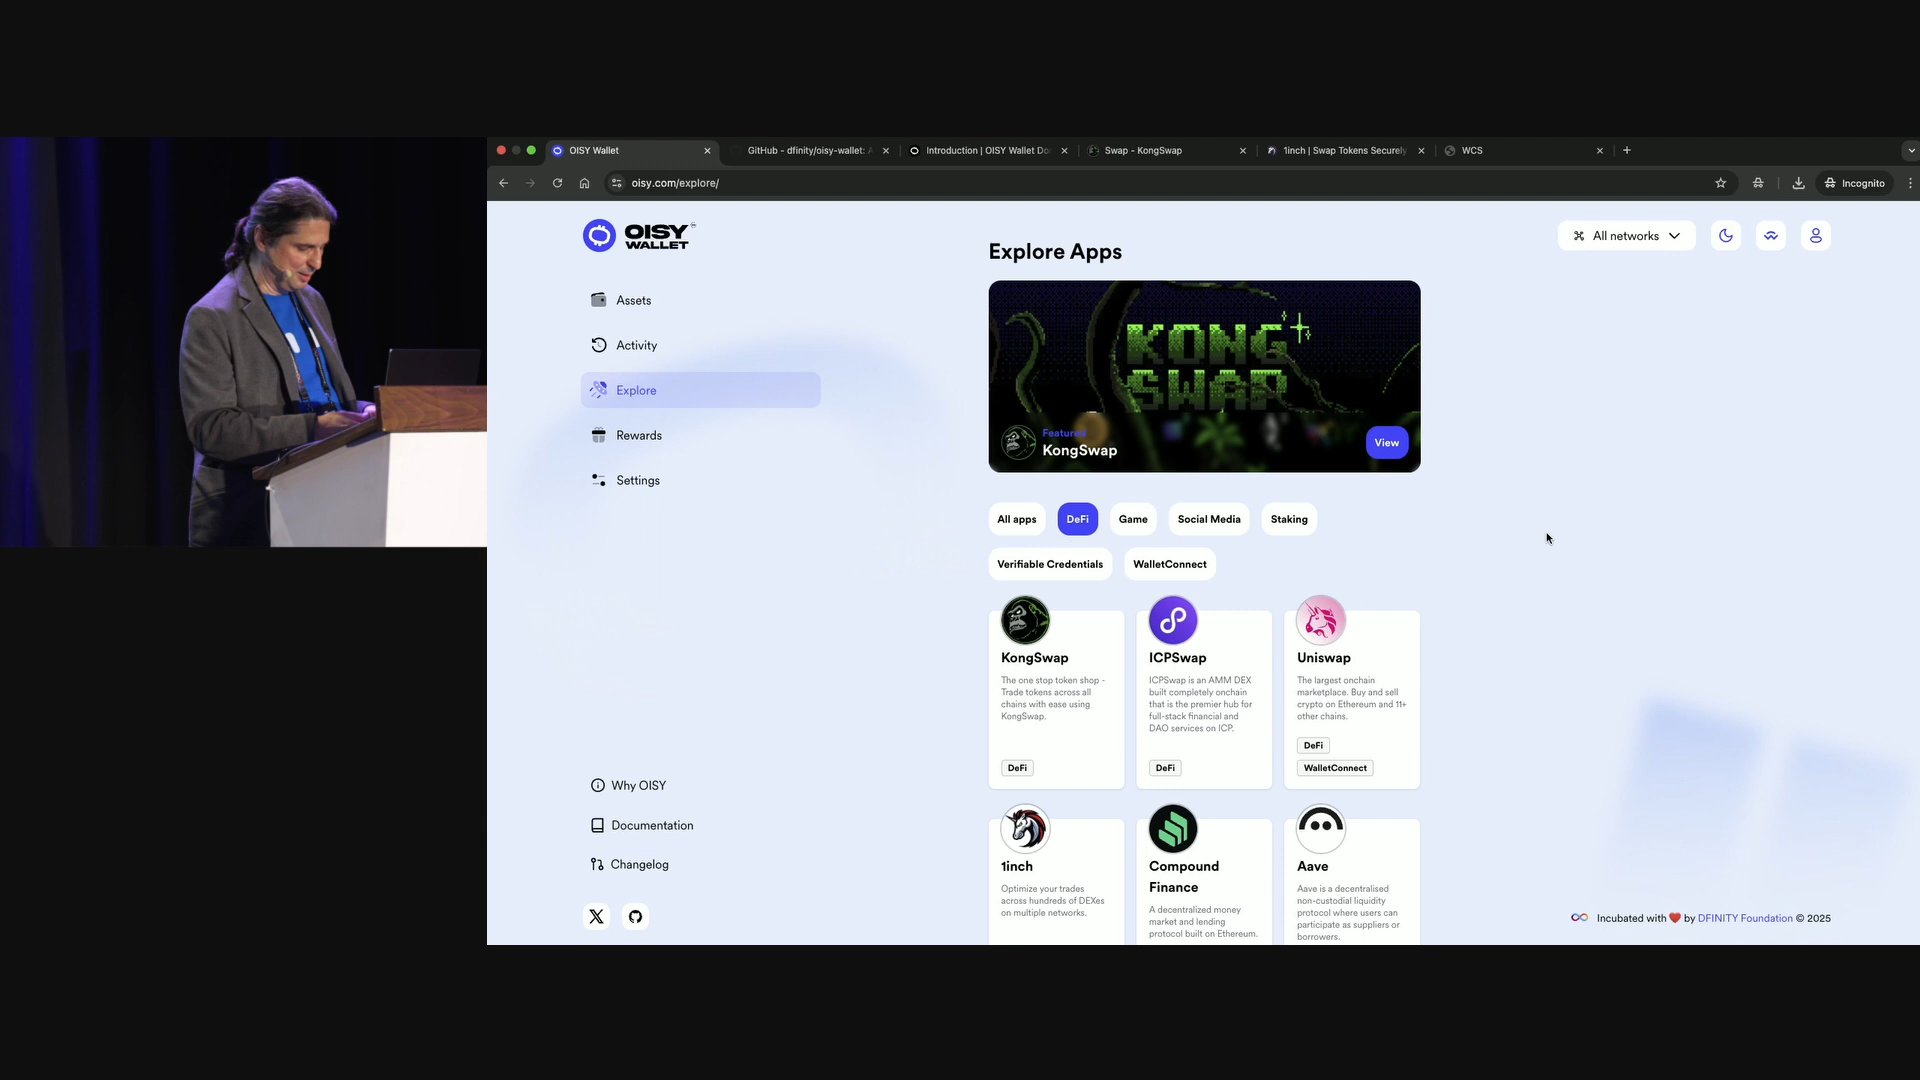 OISY Wallet
GitHub - dfinity/oisy-wallet: A
Introduction | OISY Wallet Do
Swap - KongSwap
1inch | Swap Tokens Securely
WCS
oisy.com/explore/
Incognito
OISY
WALLET
All networks
Assets
Activity
Explore
Rewards
Settings
Why OISY
Documentation
Changelog
Explore Apps
KONG
SWAP
Featured
KongSwap
View
All apps
DeFi
Game
Social Media
Staking
Verifiable Credentials
WalletConnect
KongSwap
The one stop token shop -
Trade tokens across all
chains with ease using
KongSwap.
DeFi
ICPSwap
ICPSwap is an AMM DEX
built completely onchain
that is the premier hub for
full-stack financial and
DAO services on ICP.
DeFi
Uniswap
The largest onchain
marketplace. Buy and sell
crypto on Ethereum and 11+
other chains.
DeFi
WalletConnect
1inch
Optimize your trades
across hundreds of DEXes
on multiple networks.
Compound
Finance
A decentralized money
market and lending
protocol built on Ethereum.
Aave
Aave is a decentralised
non-custodial liquidity
protocol where users can
participate as suppliers or
borrowers.
Incubated with ❤️ by DFINITY Foundation © 2025